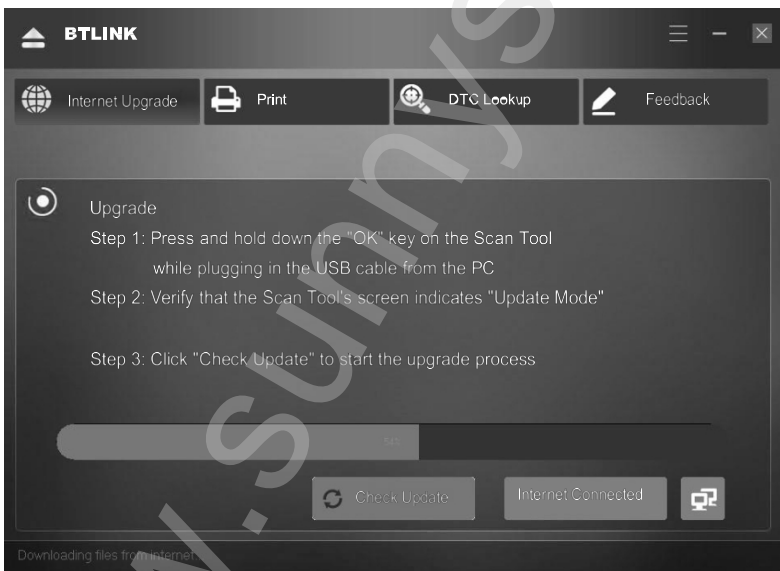 BTLINK
Internet Upgrade
Print
DTC Lookup
Feedback
Upgrade
Step 1: Press and hold down the "OK" key on the Scan Tool
while plugging in the USB cable from the PC
Step 2: Verify that the Scan Tool's screen indicates "Update Mode"
Step 3: Click "Check Update" to start the upgrade process
Check Update
Internet Connected
Downloading files from internet